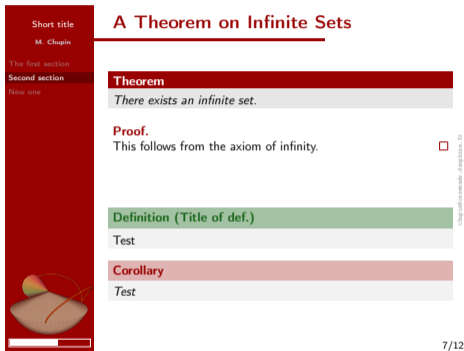 Short title
M. Chupin
The first section
Second section
New one
A Theorem on Infinite Sets
Theorem
There exists an infinite set.
Proof.
This follows from the axiom of infinity.
Definition (Title of def.)
Test
Corollary
Test
7/12